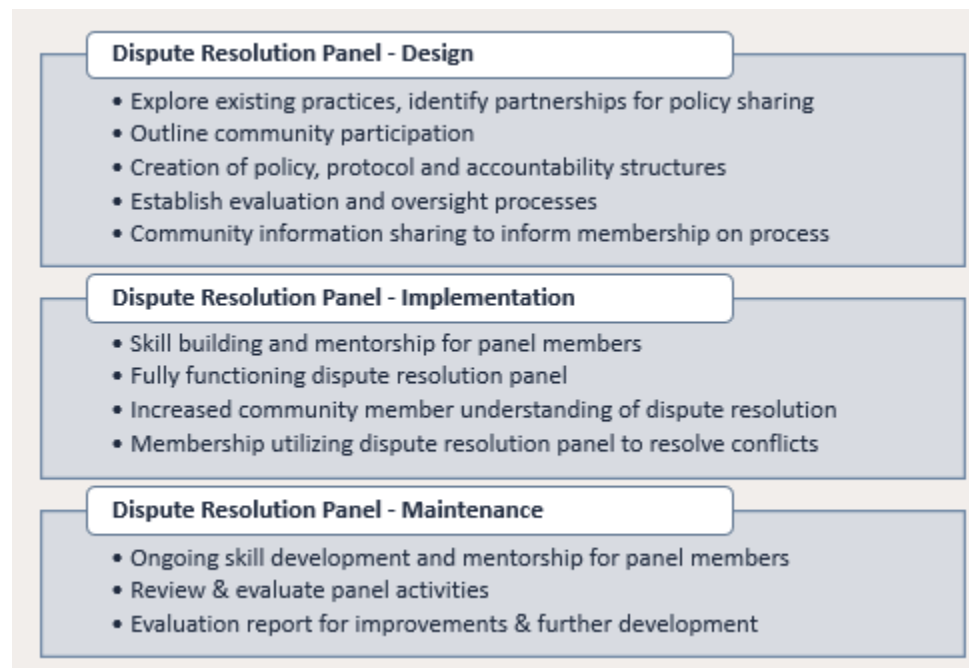 Dispute Resolution Panel - Design
• Explore existing practices, identify partnerships for policy sharing
• Outline community participation
• Creation of policy, protocol and accountability structures
• Establish evaluation and oversight processes
• Community information sharing to inform membership on process
Dispute Resolution Panel - Implementation
• Skill building and mentorship for panel members
• Fully functioning dispute resolution panel
• Increased community member understanding of dispute resolution
• Membership utilizing dispute resolution panel to resolve conflicts
Dispute Resolution Panel - Maintenance
• Ongoing skill development and mentorship for panel members
• Review & evaluate panel activities
• Evaluation report for improvements & further development